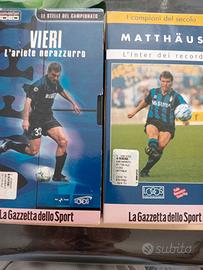 LE STELLE DEL CAMPIONATO
VIERI
L'ariete nerazzurro
La Gazzetta dello Sport
I campioni del secolo
MATTHÄUS
L'Inter dei record
LOGOS
La Gazzetta dello Sport
subito